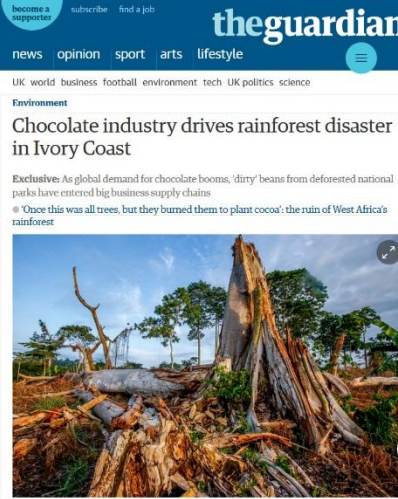 become a
supporter
subscribe
find a job
theguardian
news opinion sport arts lifestyle
UK world business football environment tech UK politics science
Environment
Chocolate industry drives rainforest disaster
in Ivory Coast
Exclusive: As global demand for chocolate booms, ‘dirty’ beans from deforested national
parks have entered big business supply chains
‘Once this was all trees, but they burned them to plant cocoa’: the ruin of West Africa’s
rainforest